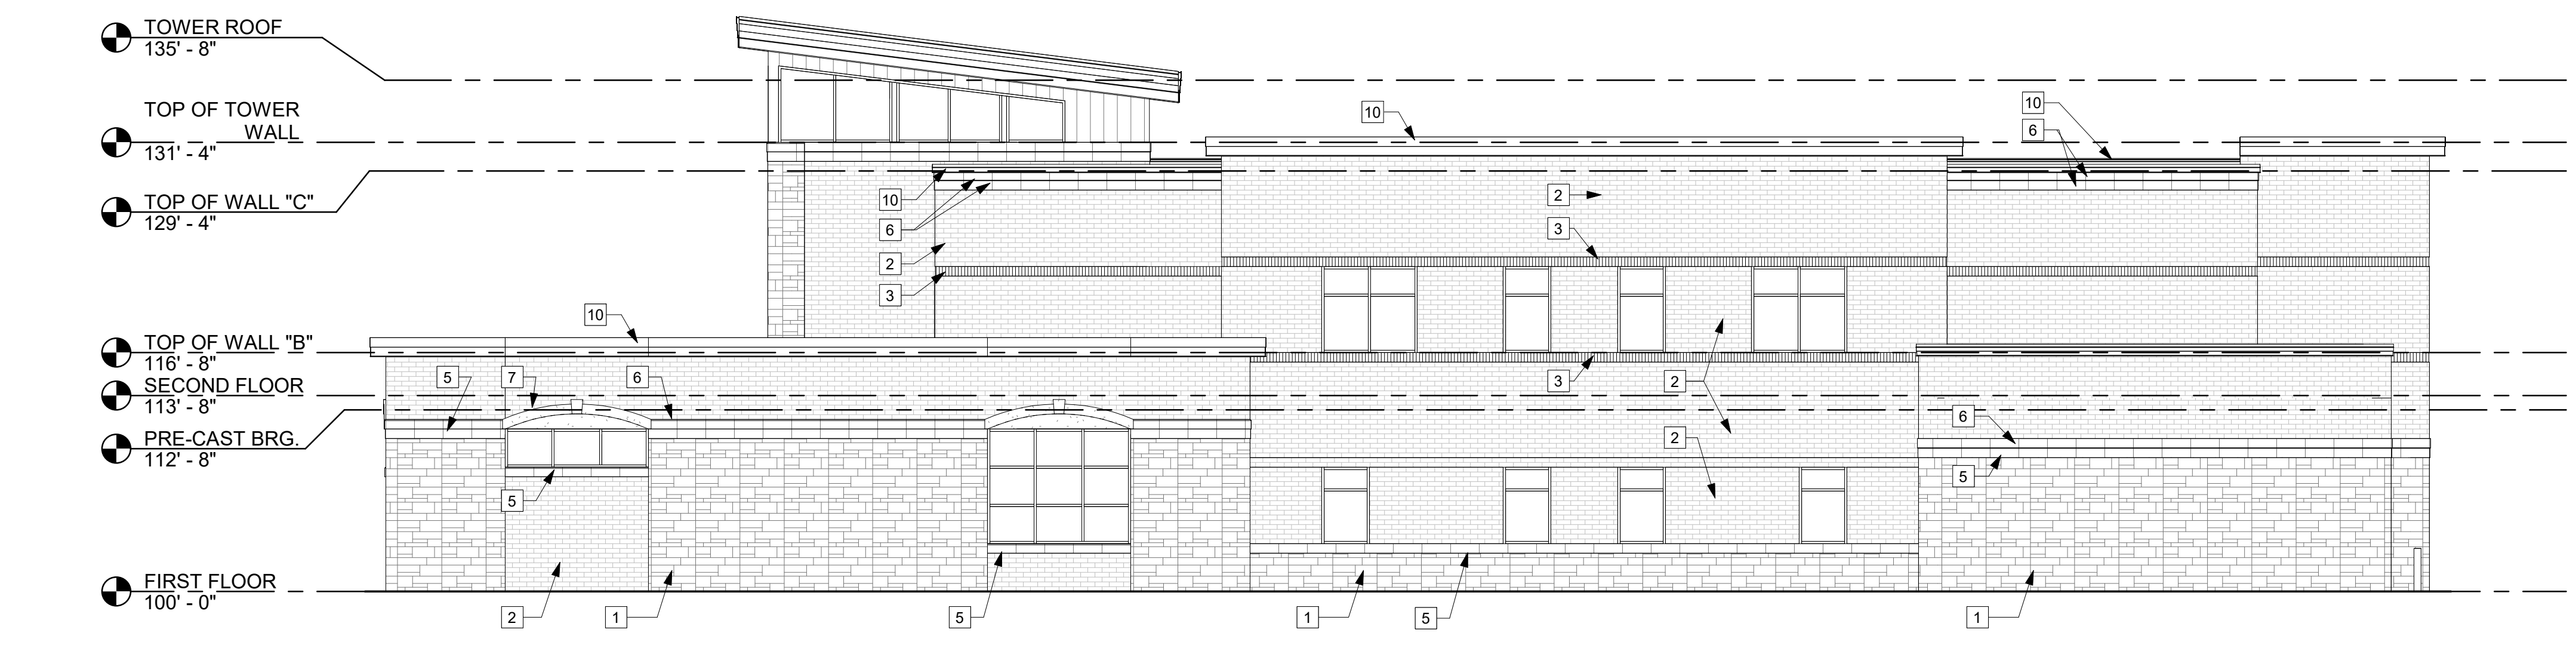 TOWER ROOF
135' - 8"
TOP OF TOWER
WALL
131' - 4"
TOP OF WALL "C"
129' - 4"
TOP OF WALL "B"
116' - 8"
SECOND FLOOR
113' - 8"
PRE-CAST BRG.
112' - 8"
FIRST FLOOR
100' - 0"
10
10
6
10
6
2
3
2
3
10
5
7
6
3
2
2
6
5
5
2
1
5
1
5
1